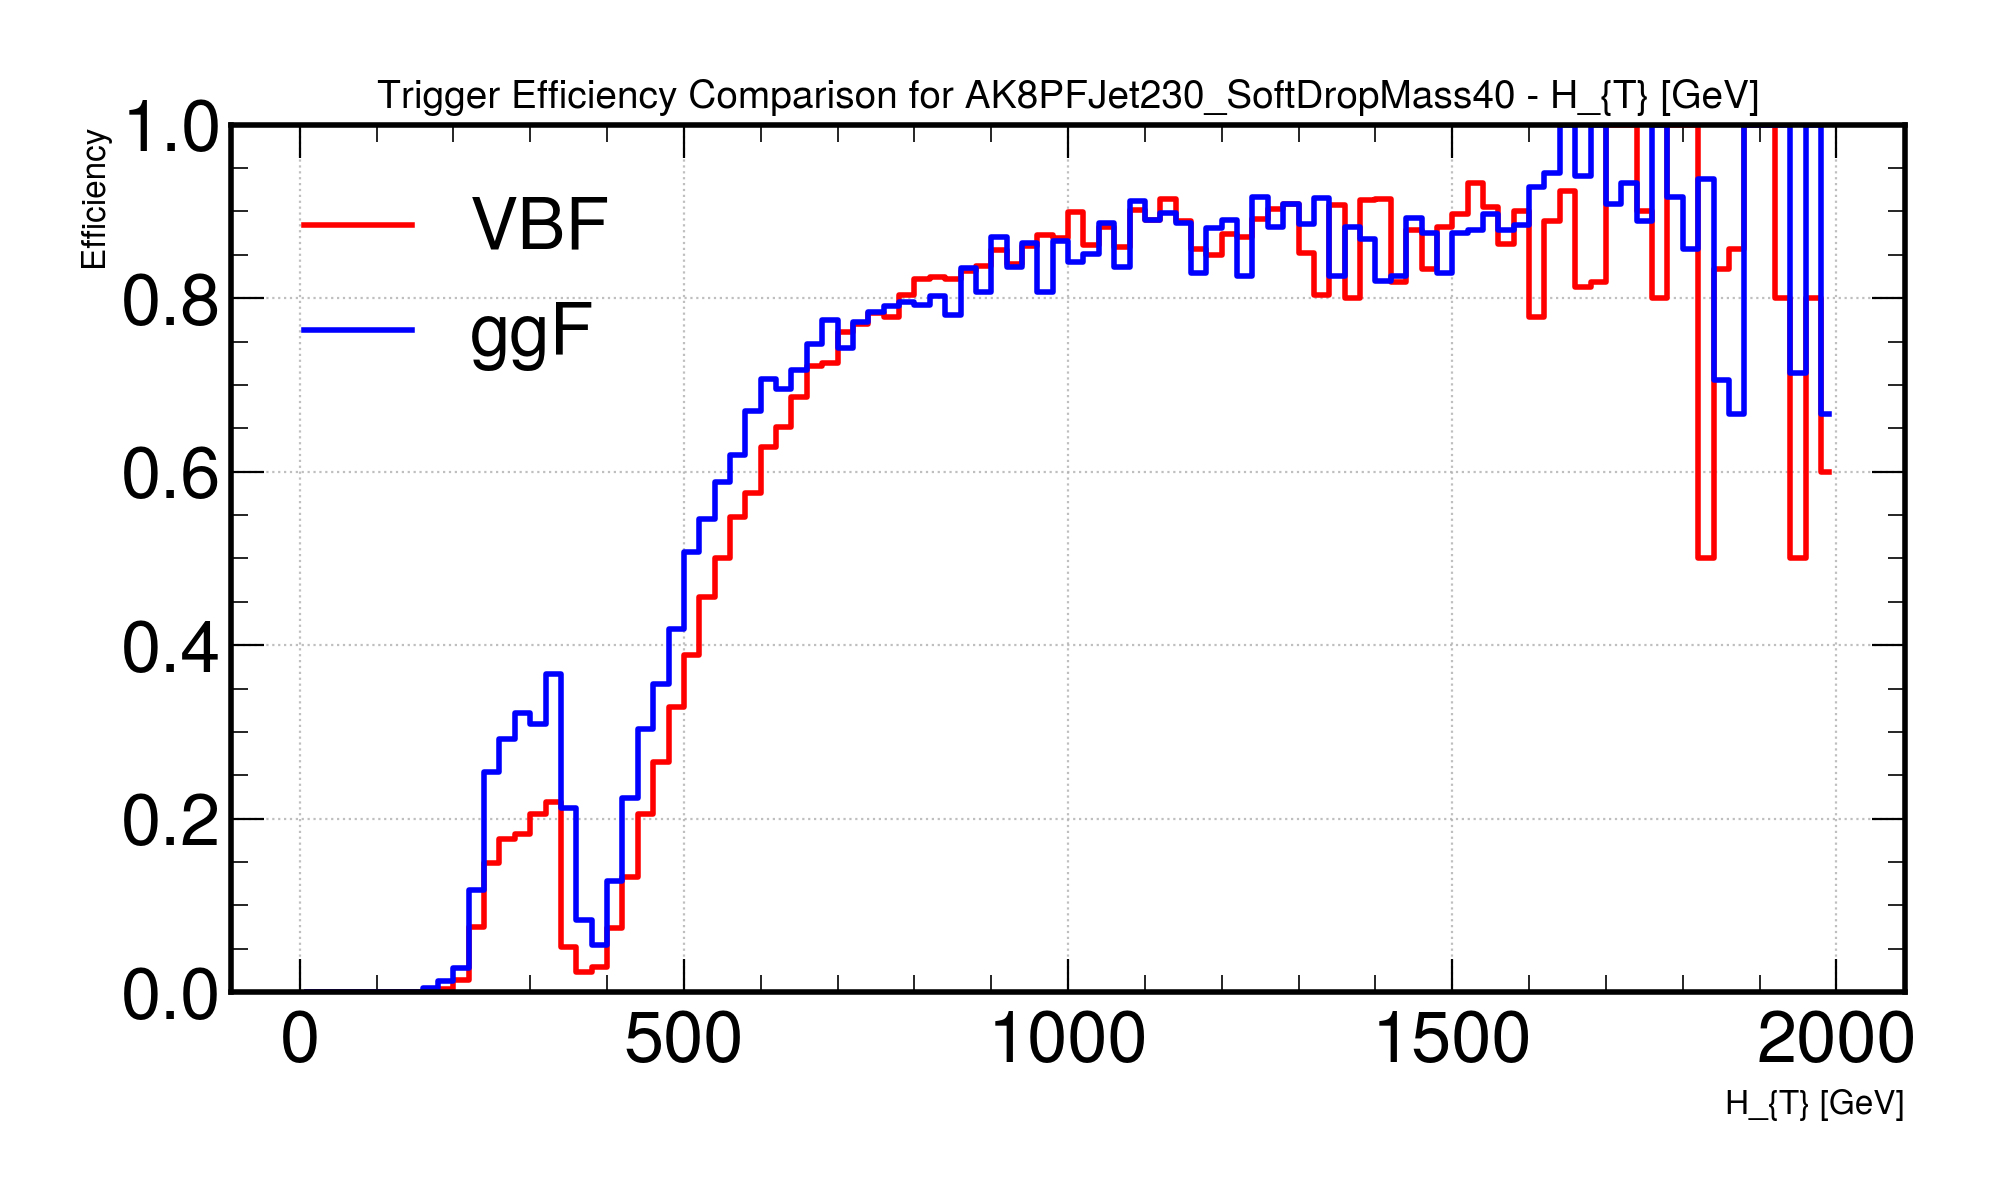 Trigger Efficiency Comparison for AK8PFJet230_SoftDropMass40 - H_{T} [GeV]
Efficiency
1.0
0.8
0.6
0.4
0.2
0.0
VBF
ggF
0 500 1000 1500 2000
H_{T} [GeV]